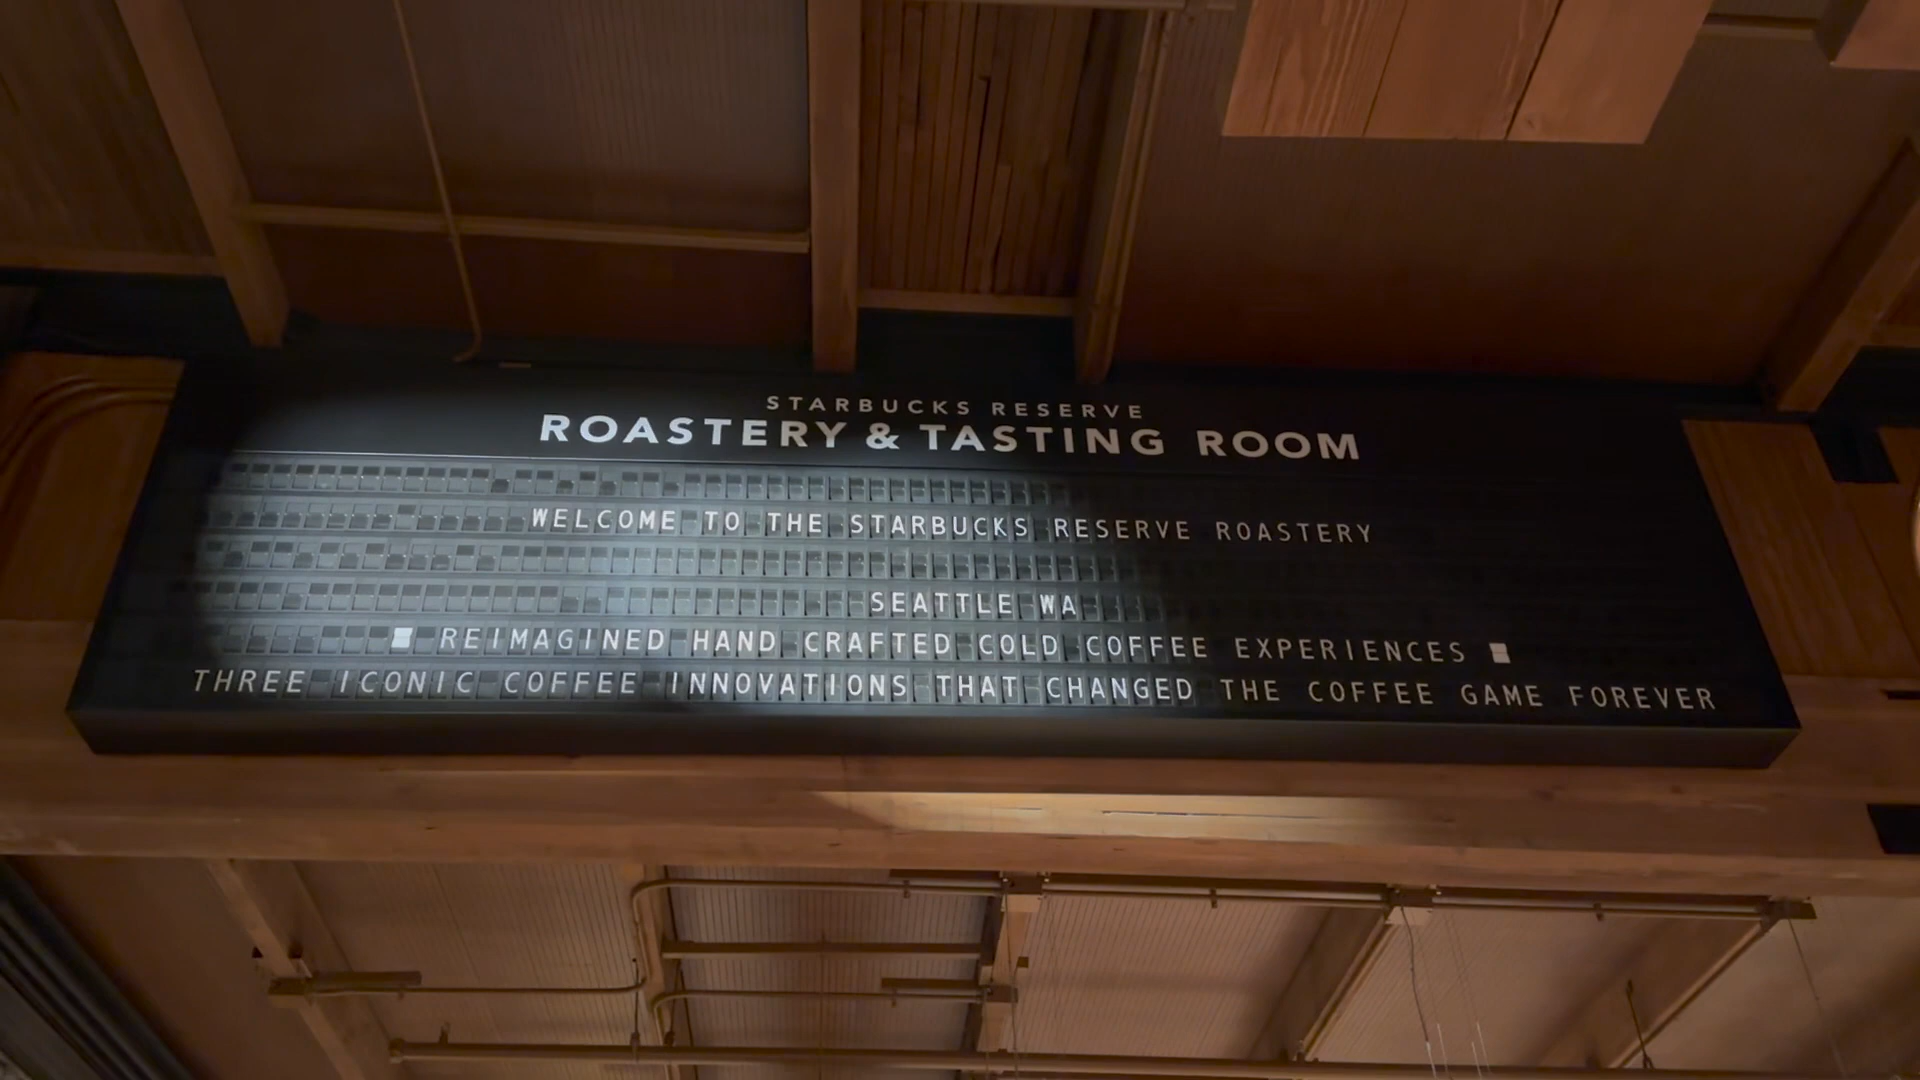 STARBUCKS RESERVE
ROASTERY & TASTING ROOM
WELCOME TO THE STARBUCKS RESERVE ROASTERY
SEATTLE WA
REIMAGINED HAND CRAFTED COLD COFFEE EXPERIENCES
THREE ICONIC COFFEE INNOVATIONS THAT CHANGED THE COFFEE GAME FOREVER